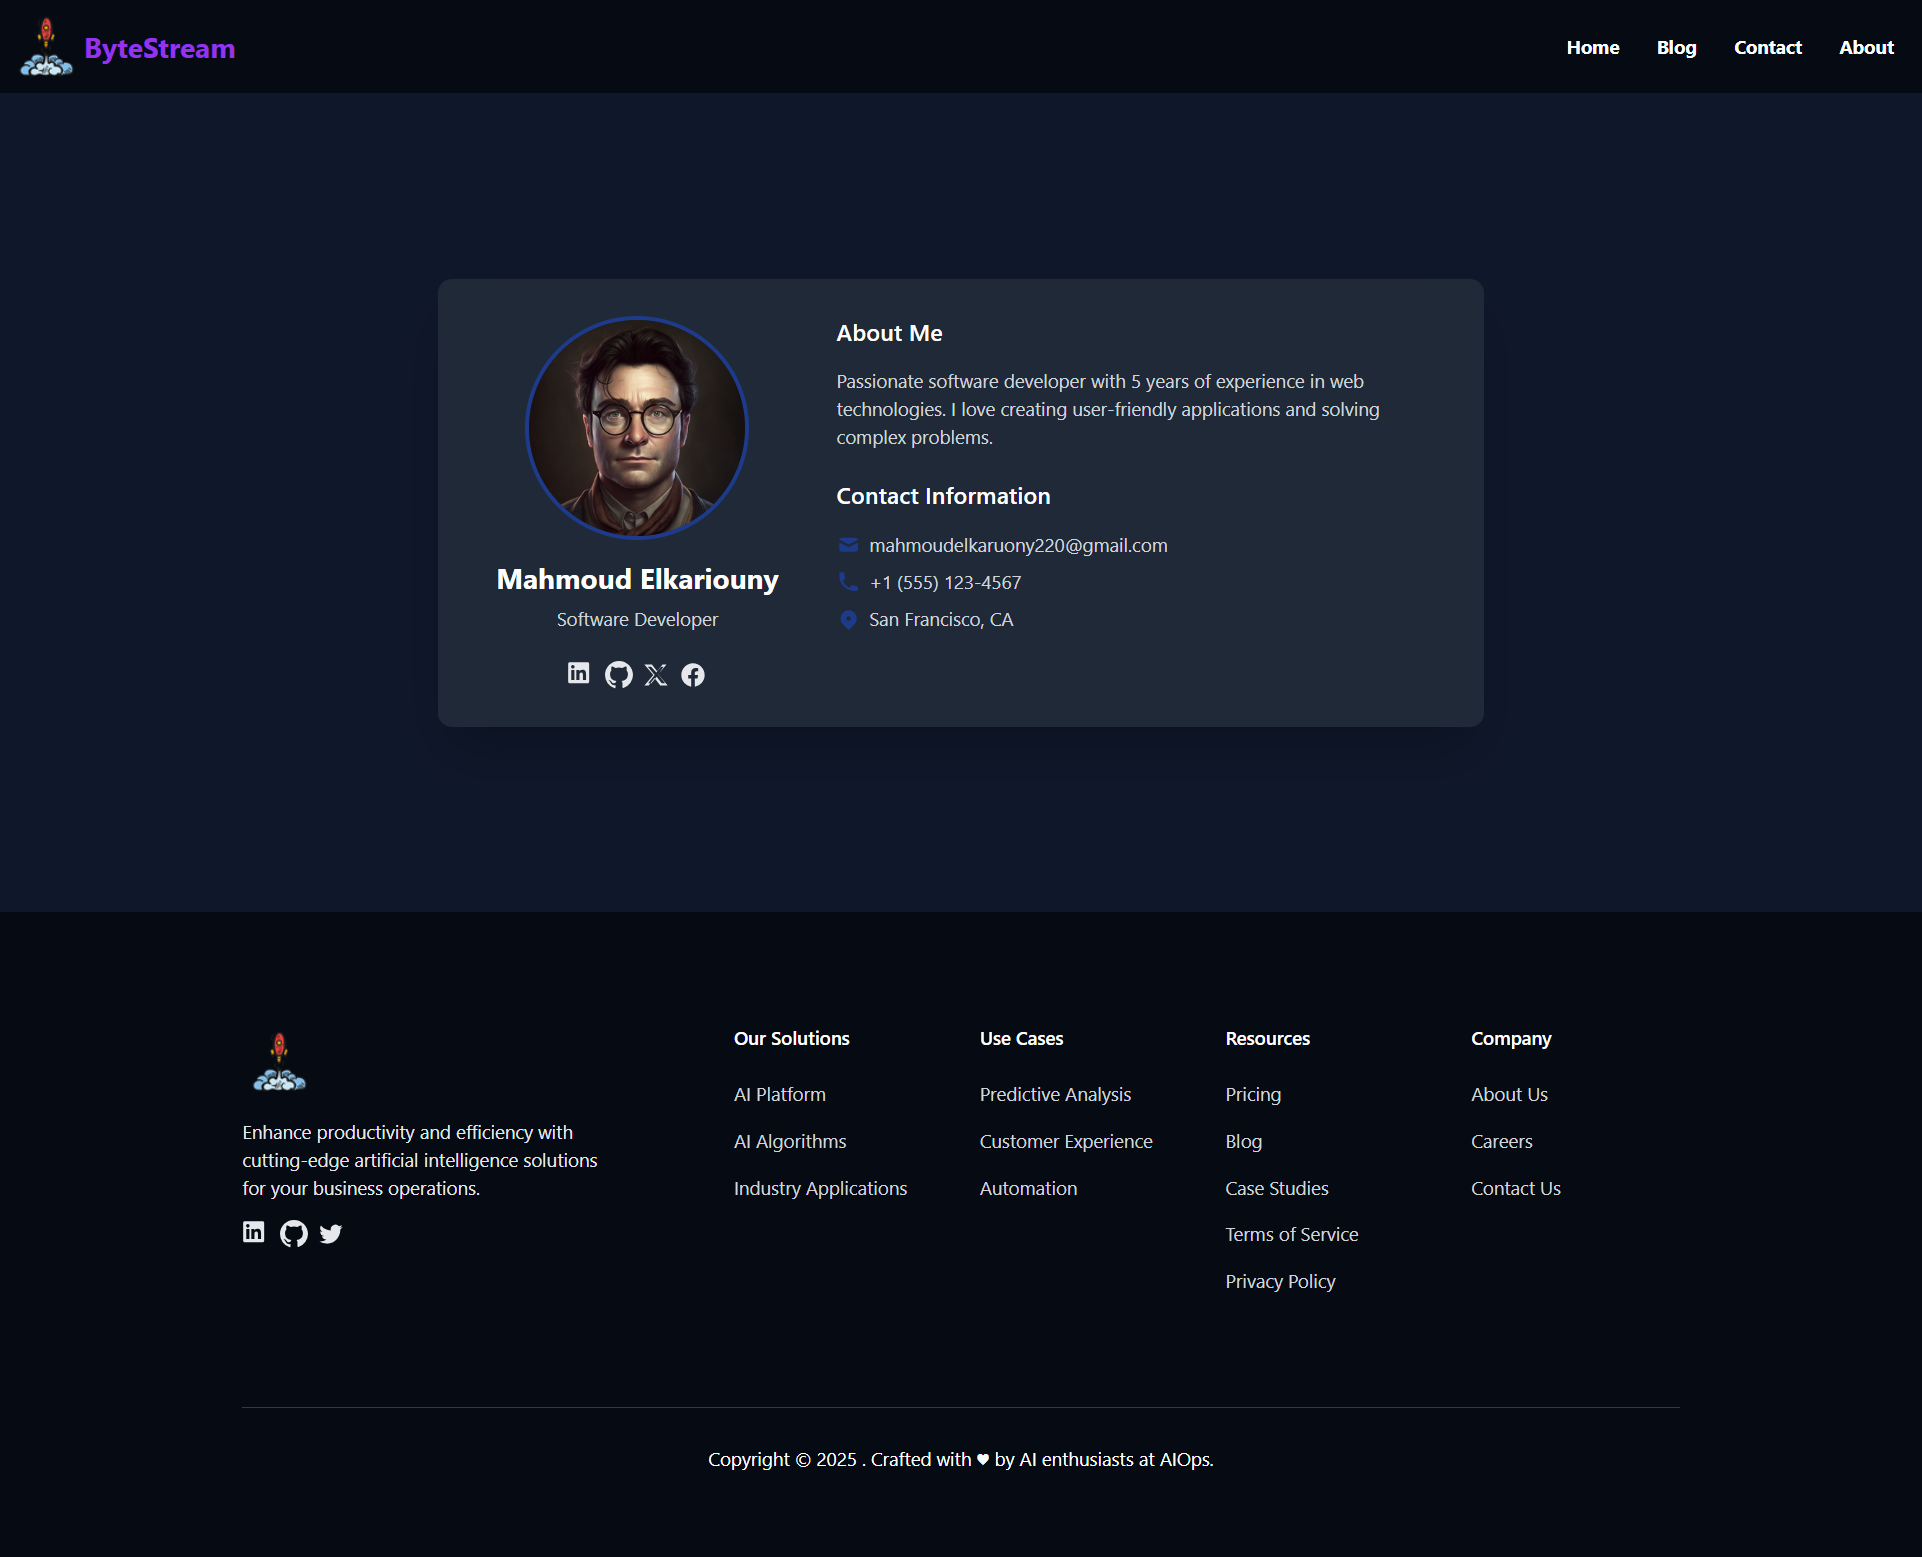 ByteStream
Home
Blog
Contact
About
Mahmoud Elkariouny
Software Developer
About Me
Passionate software developer with 5 years of experience in web
technologies. I love creating user-friendly applications and solving
complex problems.
Contact Information
mahmoudelkaruony220@gmail.com
+1 (555) 123-4567
San Francisco, CA
Enhance productivity and efficiency with
cutting-edge artificial intelligence solutions
for your business operations.
Our Solutions
AI Platform
AI Algorithms
Industry Applications
Use Cases
Predictive Analysis
Customer Experience
Automation
Resources
Pricing
Blog
Case Studies
Terms of Service
Privacy Policy
Company
About Us
Careers
Contact Us
Copyright © 2025 . Crafted with ♥ by AI enthusiasts at AIOps.